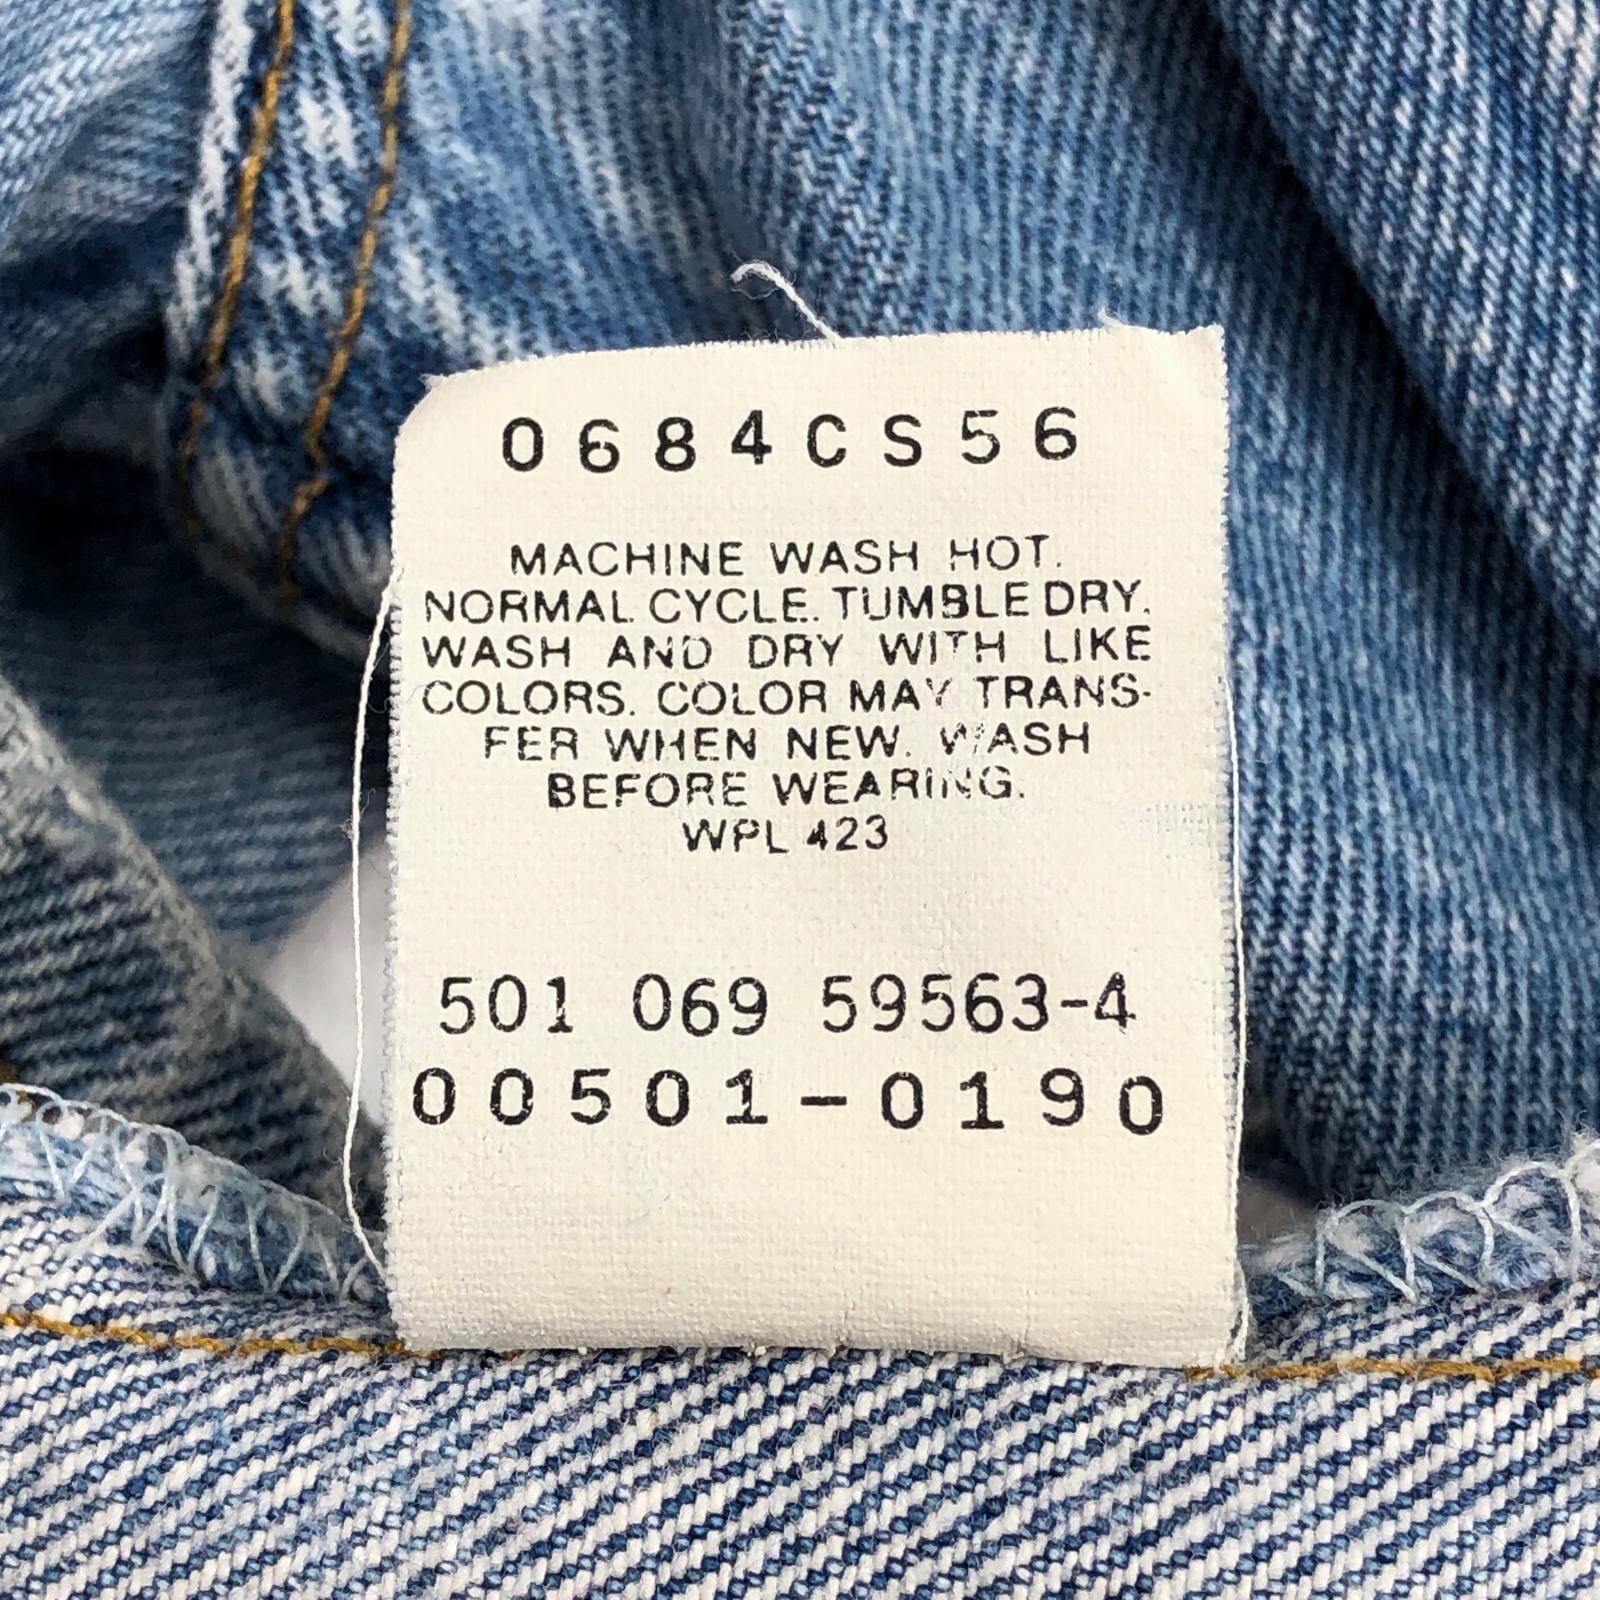 0684CS56
MACHINE WASH HOT.
NORMAL CYCLE. TUMBLE DRY.
WASH AND DRY WITH LIKE
COLORS. COLOR MAY TRANS-
FER WHEN NEW. WASH
BEFORE WEARING.
WPL 423
501 069 59563-4
00501-0190